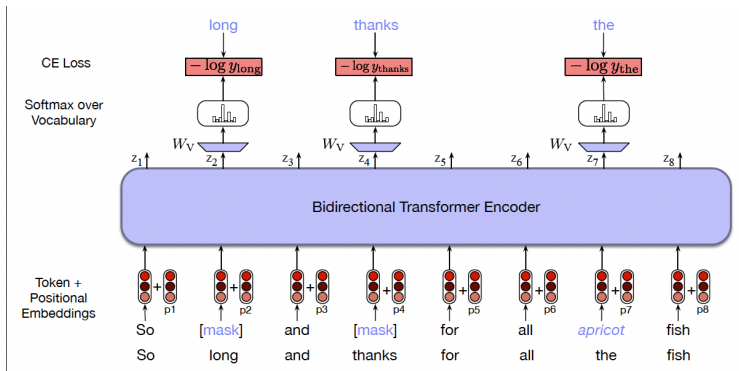 long thanks the
CE Loss − log y_long − log y_thanks − log y_the
Softmax over
Vocabulary
W_V W_V W_V
z_1 z_2 z_3 z_4 z_5 z_6 z_7 z_8
Bidirectional Transformer Encoder
Token +
Positional
Embeddings
+ + + + + + + +
p1 p2 p3 p4 p5 p6 p7 p8
So [mask] and [mask] for all apricot fish
So long and thanks for all the fish